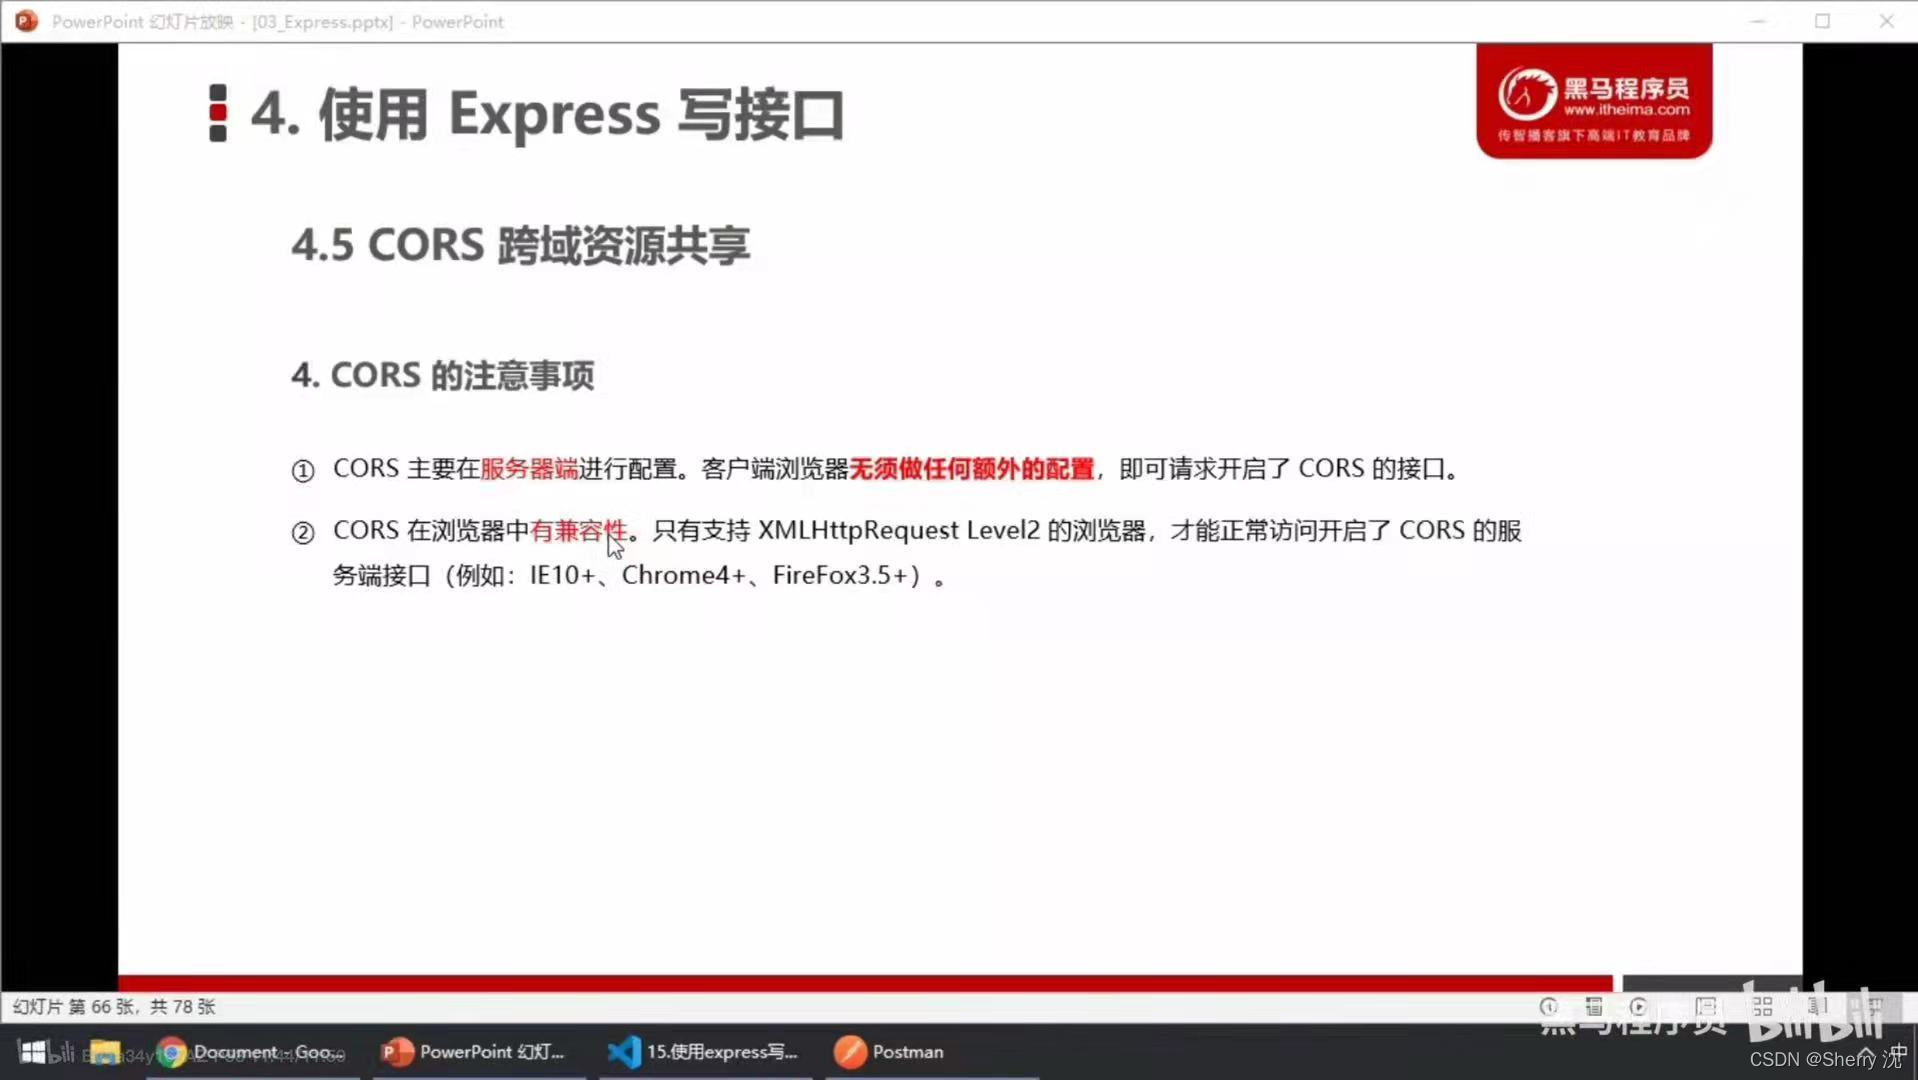 PowerPoint 幻灯片放映 - [03_Express.pptx] - PowerPoint
4. 使用 Express 写接口
黑马程序员
www.itheima.com
传智播客旗下高端IT教育品牌
4.5 CORS 跨域资源共享
4. CORS 的注意事项
① CORS 主要在服务器端进行配置。客户端浏览器无须做任何额外的配置，即可请求开启了 CORS 的接口。
② CORS 在浏览器中有兼容性。只有支持 XMLHttpRequest Level2 的浏览器，才能正常访问开启了 CORS 的服
务端接口（例如：IE10+、Chrome4+、FireFox3.5+）。
幻灯片 第 66 张，共 78 张
黑马程序员 bilibili
Document - Goo...
PowerPoint 幻灯...
15.使用express写...
Postman
中
CSDN @Sherry 沈